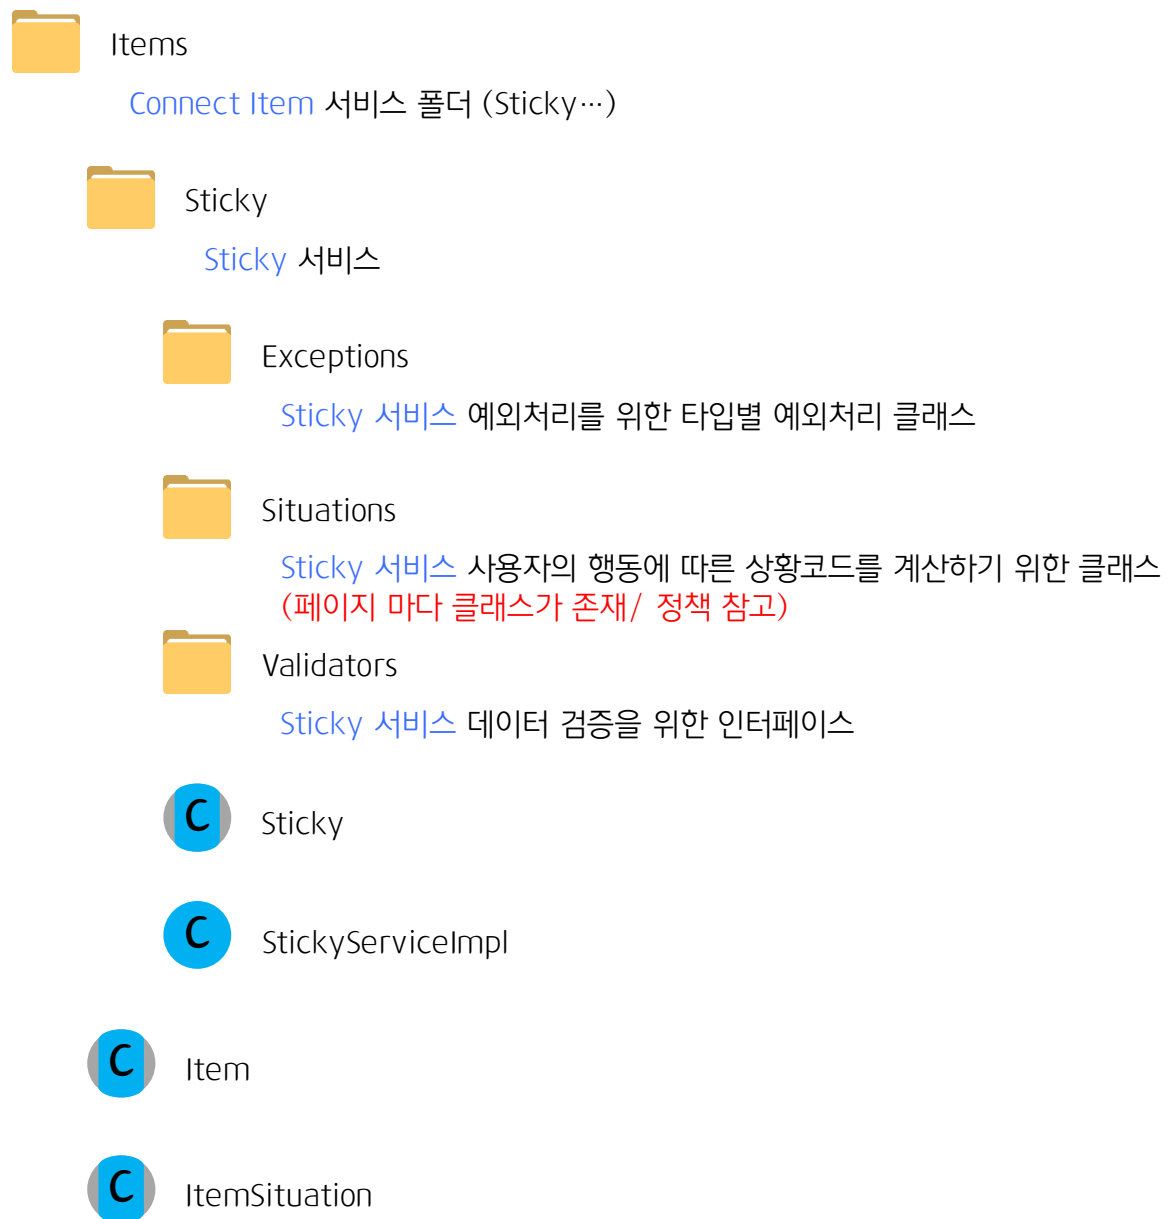 Items
Connect Item 서비스 폴더 (Sticky…)
Sticky
Sticky 서비스
Exceptions
Sticky 서비스 예외처리를 위한 타입별 예외처리 클래스
Situations
Sticky 서비스 사용자의 행동에 따른 상황코드를 계산하기 위한 클래스
(페이지 마다 클래스가 존재/ 정책 참고)
Validators
Sticky 서비스 데이터 검증을 위한 인터페이스
C Sticky
C StickyServiceImpl
C Item
C ItemSituation